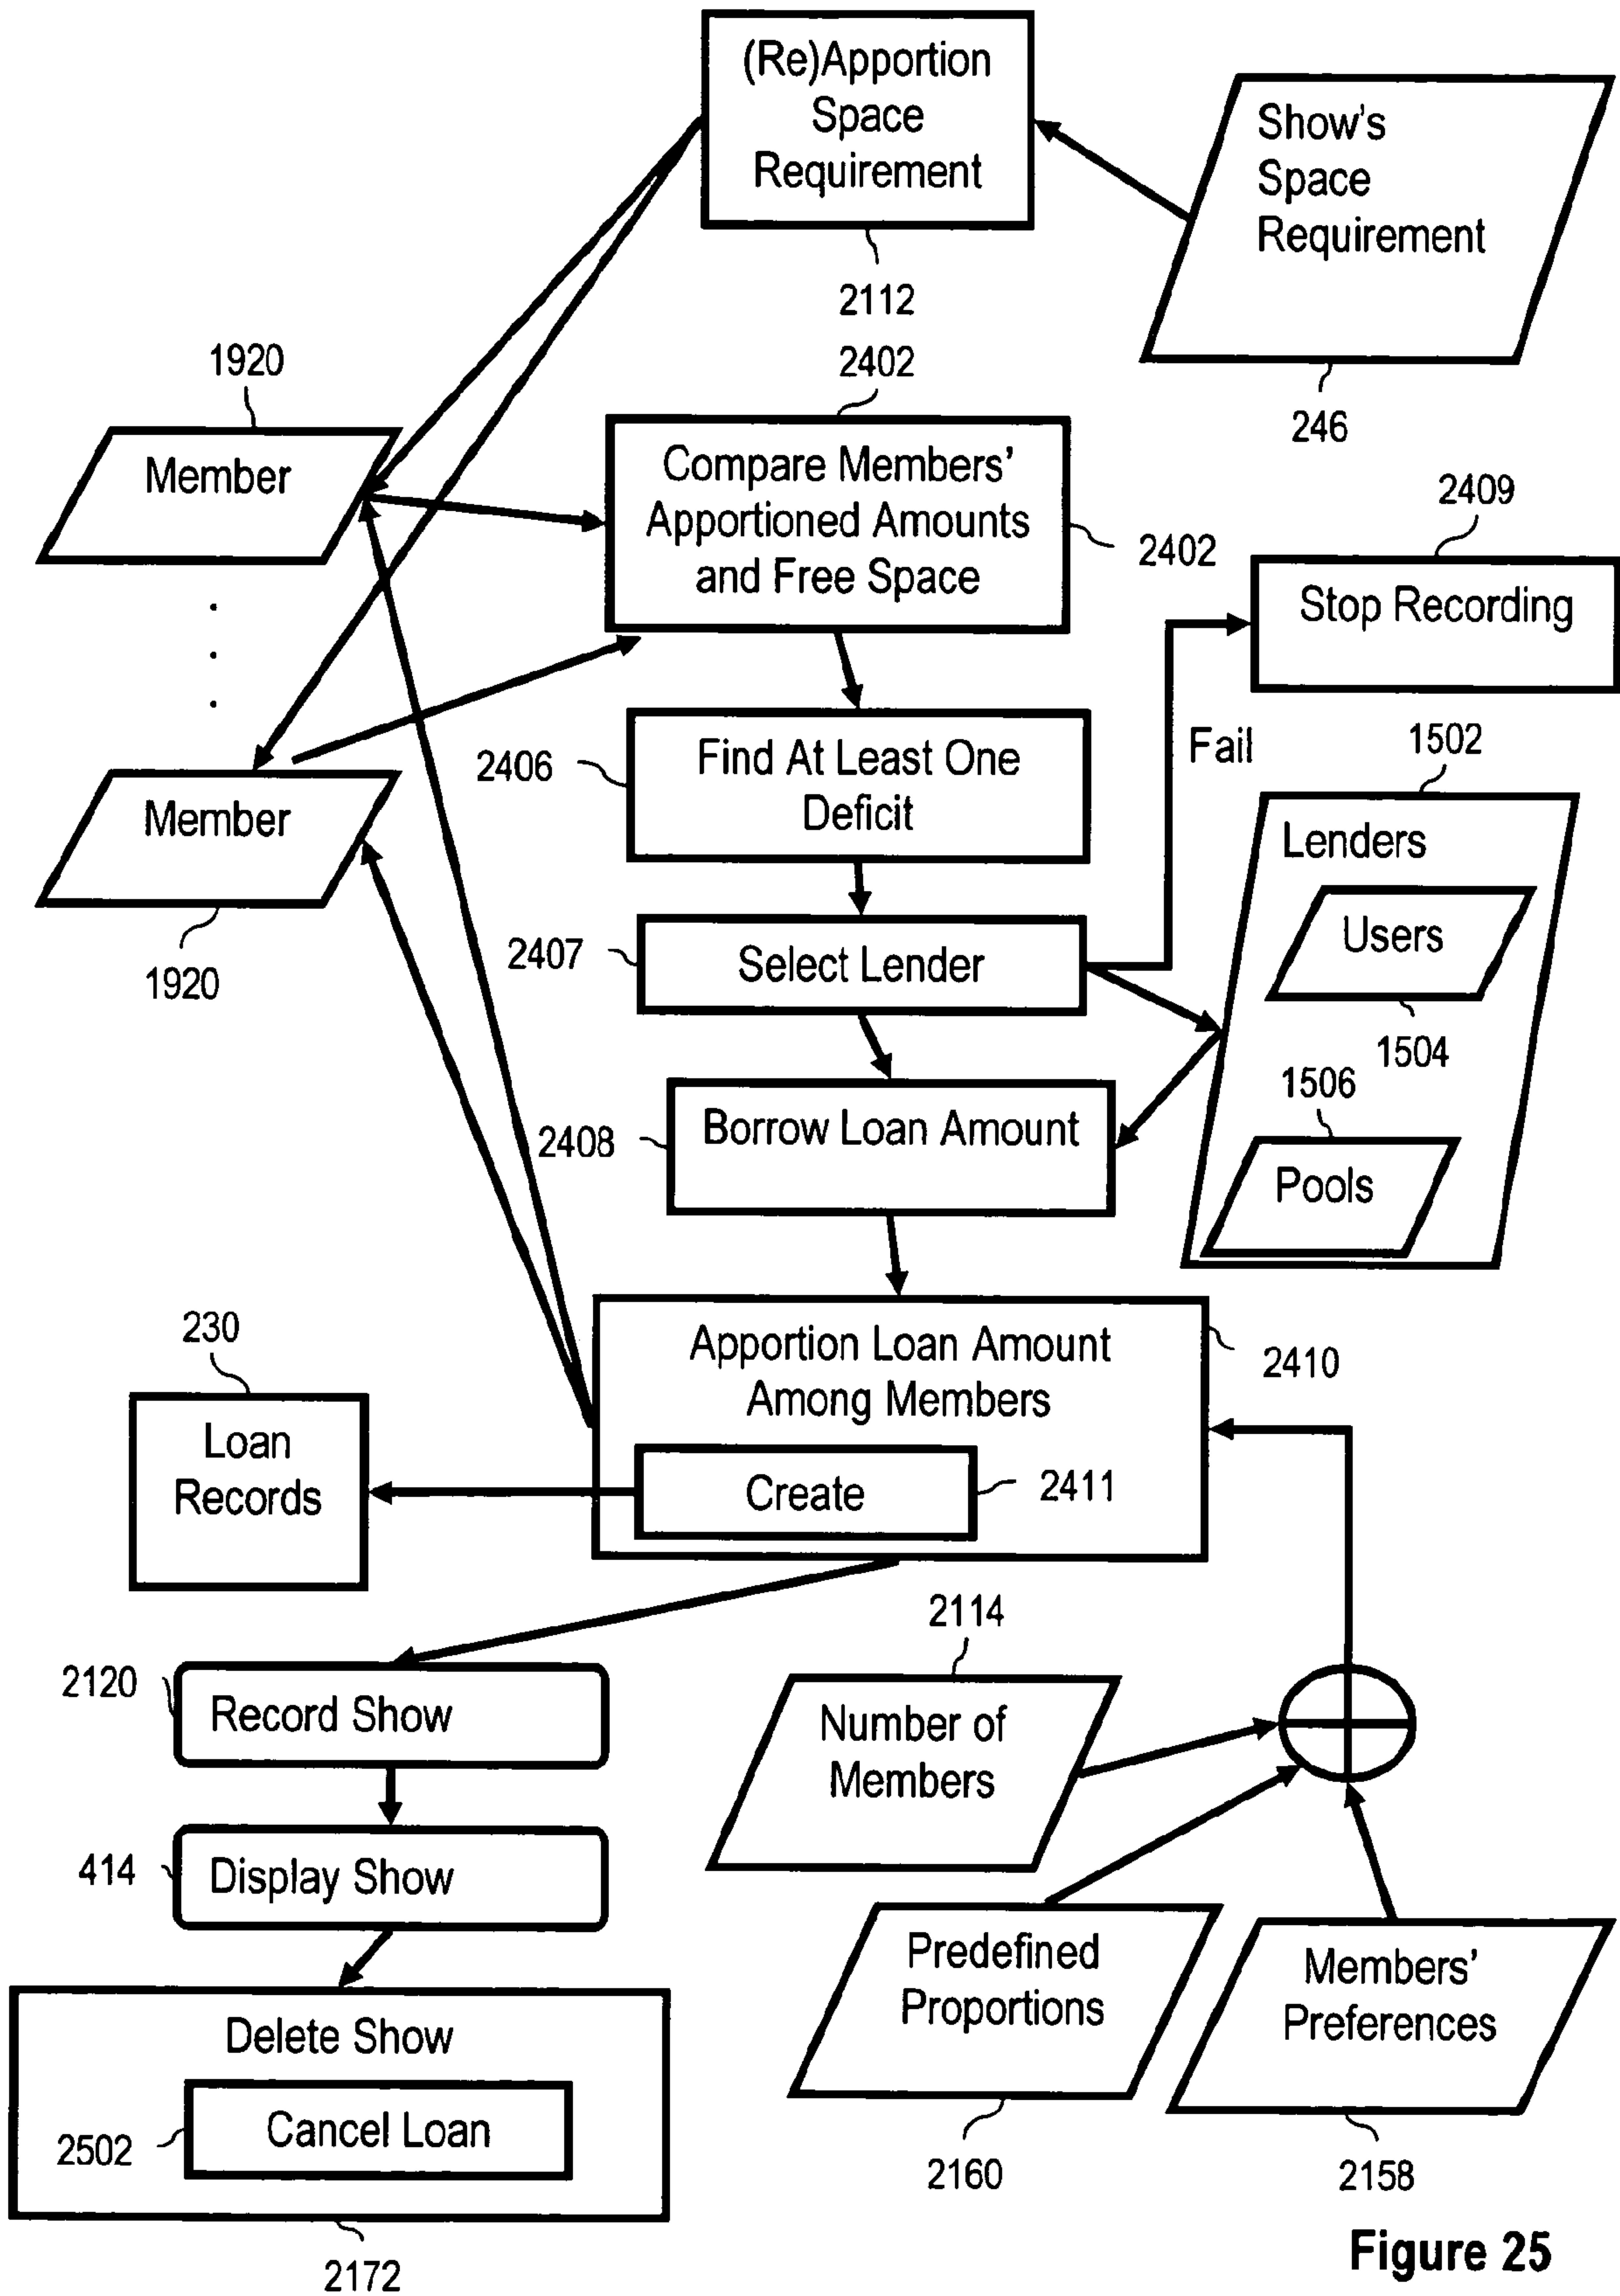 (Re)Apportion
Space
Requirement
2112
Show's
Space
Requirement
246
1920
Member
.
.
.
Member
1920
2402
Compare Members'
Apportioned Amounts
and Free Space
2402
2409
Stop Recording
2406
Find At Least One
Deficit
Fail
2407
Select Lender
1502
Lenders
Users
1504
1506
Pools
2408
Borrow Loan Amount
Apportion Loan Amount
Among Members
2410
Create
2411
230
Loan
Records
2120
Record Show
414
Display Show
Delete Show
2502
Cancel Loan
2172
2114
Number of
Members
Predefined
Proportions
2160
Members'
Preferences
2158
Figure 25